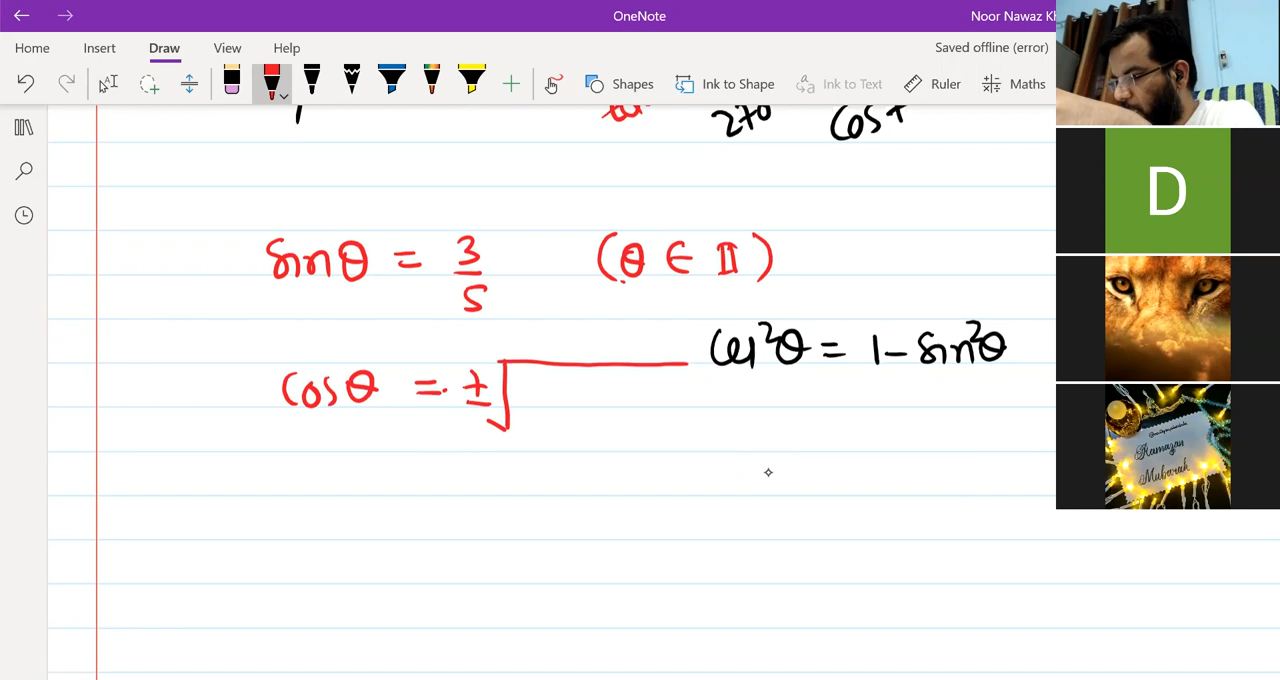 OneNote
Noor Nawaz Kh
Home Insert Draw View Help
Saved offline (error)
Shapes Ink to Shape Ink to Text Ruler Maths
270 Cos
sinθ = 3/5 (θ ∈ II)
cos²θ = 1 - sin²θ
cosθ = ±√
D
Ramazan
Mubarak